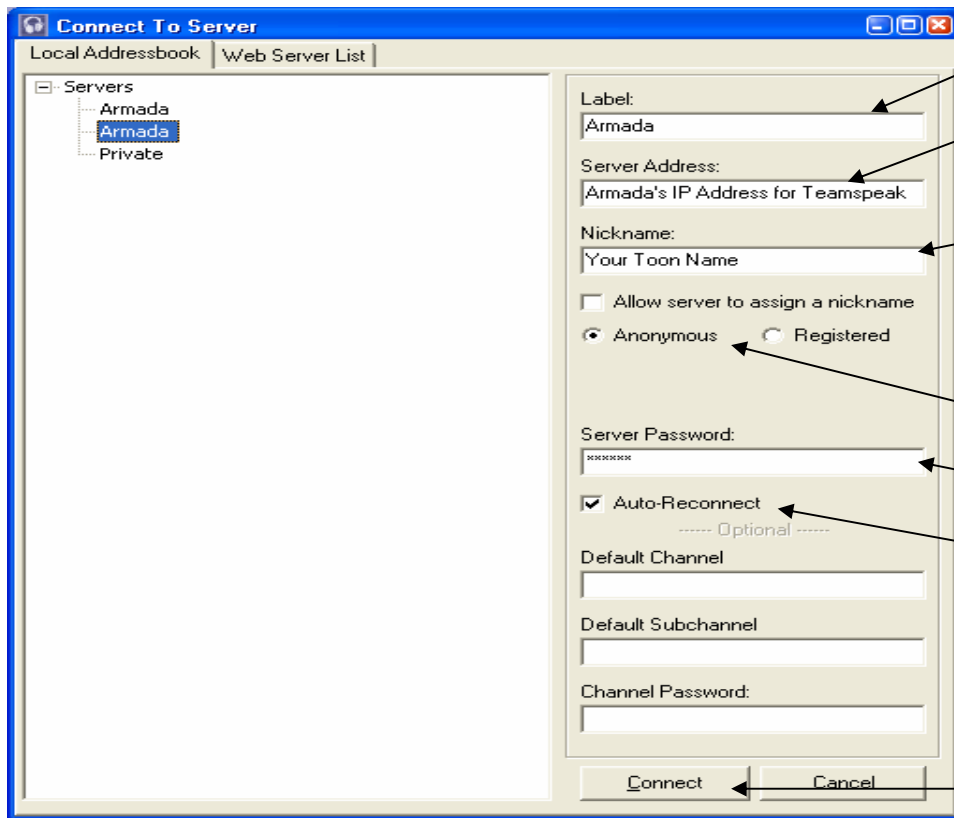 Connect To Server
Local Addressbook
Web Server List
Servers
Armada
Armada
Private
Label:
Armada
Server Address:
Armada's IP Address for Teamspeak
Nickname:
Your Toon Name
Allow server to assign a nickname
Anonymous
Registered
Server Password:
******
Auto-Reconnect
------ Optional ------
Default Channel
Default Subchannel
Channel Password:
Connect
Cancel